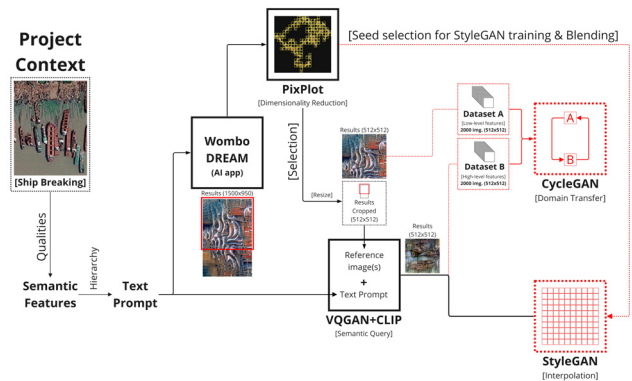 Project
Context
[Ship Breaking]
Qualities
Semantic
Features
Hierarchy
Text
Prompt
Wombo
DREAM
(AI app)
Results (1500x950)
PixPlot
[Dimensionality Reduction]
[Seed selection for StyleGAN training & Blending]
[Selection]
[Resize]
Results (512x512)
Results
Cropped
(512x512)
Reference
image(s)
+
Text Prompt
VQGAN+CLIP
[Semantic Query]
Results
(512x512)
Dataset A
[Low-level features]
2000 img. (512x512)
Dataset B
[High-level features]
2000 img. (512x512)
A
B
CycleGAN
[Domain Transfer]
StyleGAN
[Interpolation]